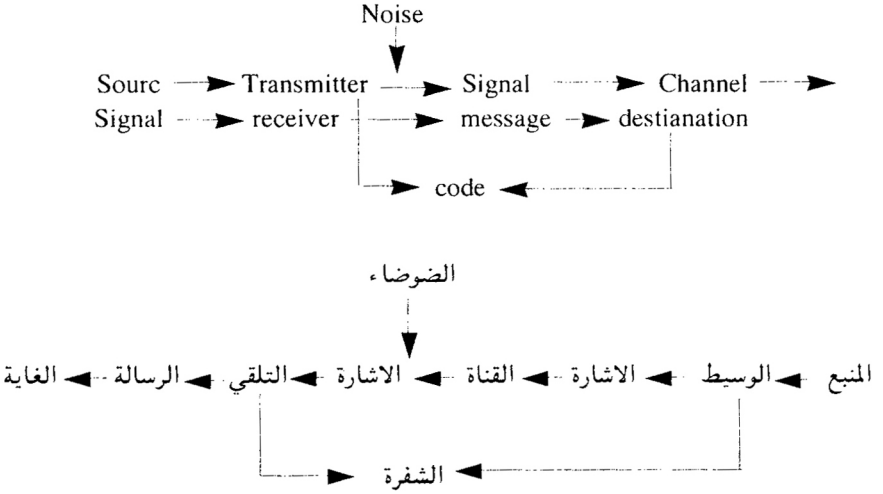 Noise
Sourc Transmitter Signal Channel
Signal receiver message destianation
code
الضوضاء
المنبع الوسيط الاشارة القناة الاشارة التلقي الرسالة الغاية
الشفرة